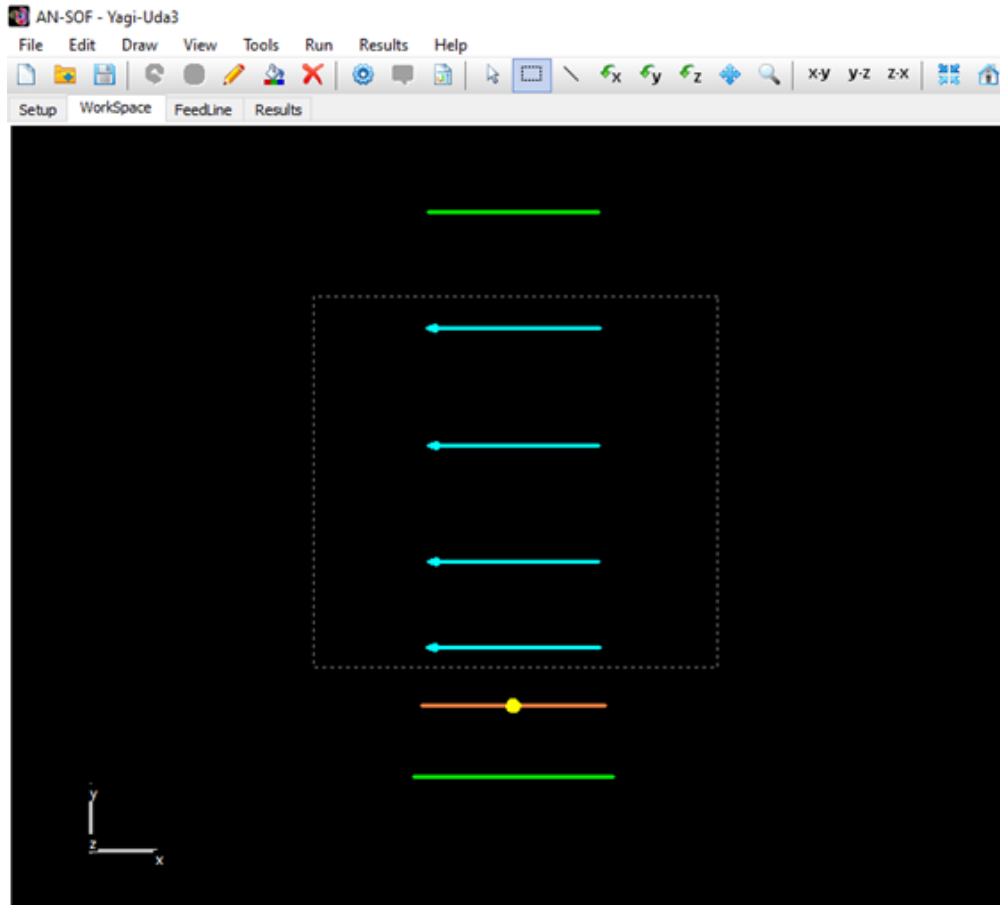 AN-SOF - Yagi-Uda3
File Edit Draw View Tools Run Results Help
x y z x-y y-z z-x
Setup WorkSpace FeedLine Results
y
z
x